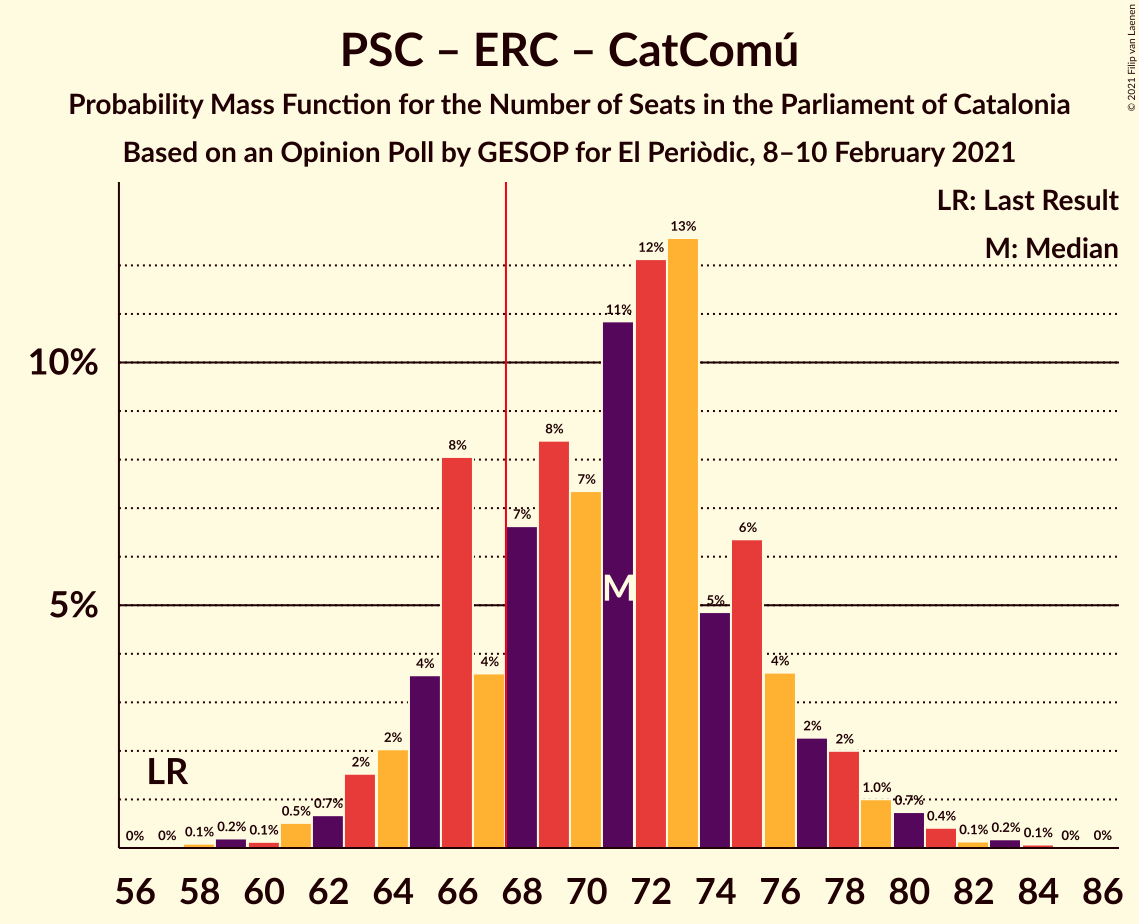 PSC – ERC – CatComú
Probability Mass Function for the Number of Seats in the Parliament of Catalonia
Based on an Opinion Poll by GESOP for El Periòdic, 8–10 February 2021
© 2021 Filip van Laenen
LR: Last Result
M: Median
10%
5%
LR
M
0% 0% 0.1% 0.2% 0.1% 0.5% 0.7% 2% 2% 4% 8% 4% 7% 8% 7% 11% 12% 13% 5% 6% 4% 2% 2% 1.0% 0.7% 0.4% 0.1% 0.2% 0.1% 0% 0%
56 58 60 62 64 66 68 70 72 74 76 78 80 82 84 86